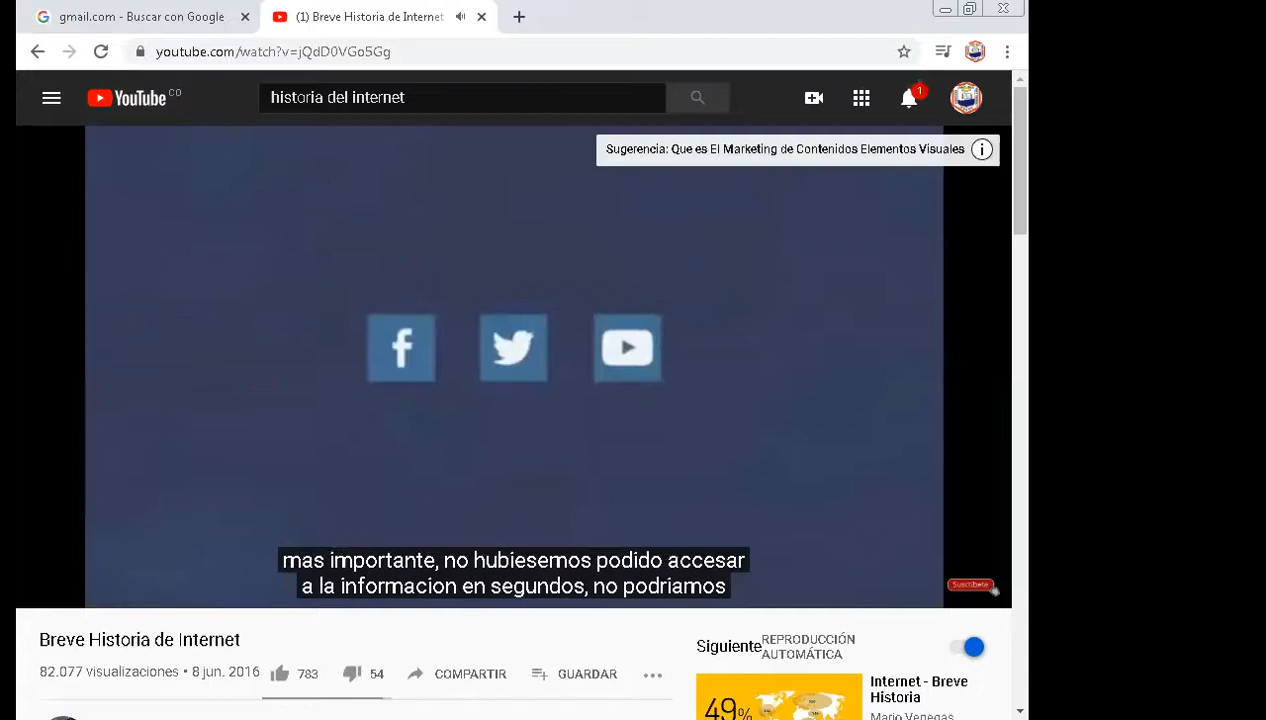 gmail.com - Buscar con Google
(1) Breve Historia de Internet
youtube.com/watch?v=jQdD0VGo5Gg
YouTube CO
historia del internet
1
Sugerencia: Que es El Marketing de Contenidos Elementos Visuales
mas importante, no hubiesemos podido accesar
a la informacion en segundos, no podriamos
Suscríbete
Breve Historia de Internet
82.077 visualizaciones • 8 jun. 2016
783
54
COMPARTIR
GUARDAR
Siguiente
REPRODUCCIÓN
AUTOMÁTICA
49%
Internet - Breve
Historia
Mario Venegas